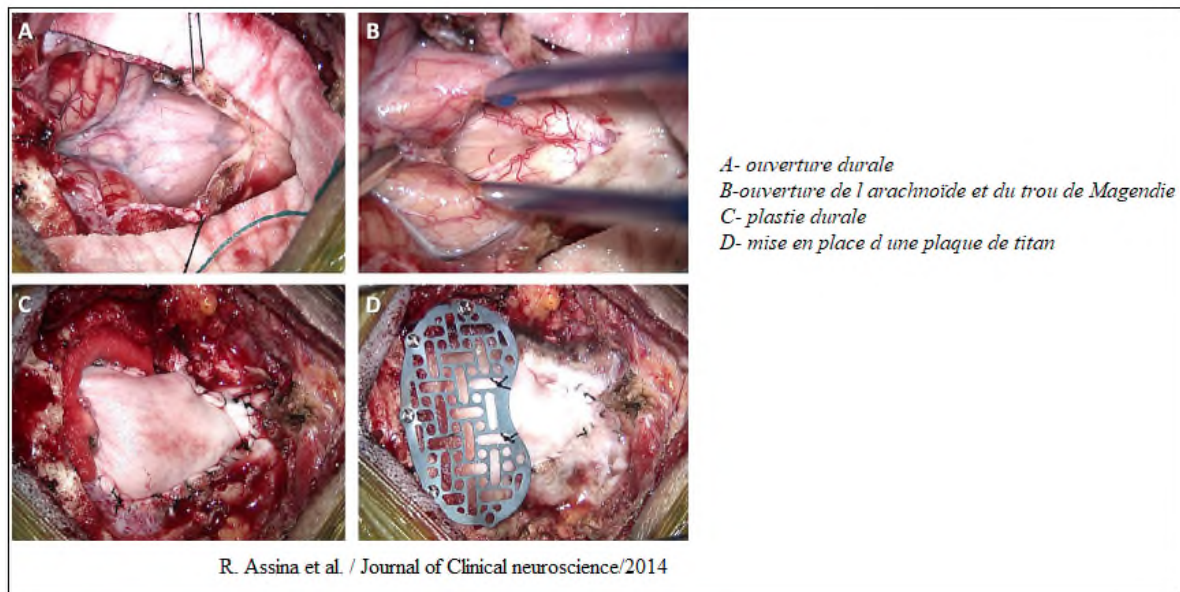 A
B
A- ouverture durale
B-ouverture de l arachnoïde et du trou de Magendie
C- plastie durale
D- mise en place d une plaque de titan
C
D
R. Assina et al. / Journal of Clinical neuroscience/2014